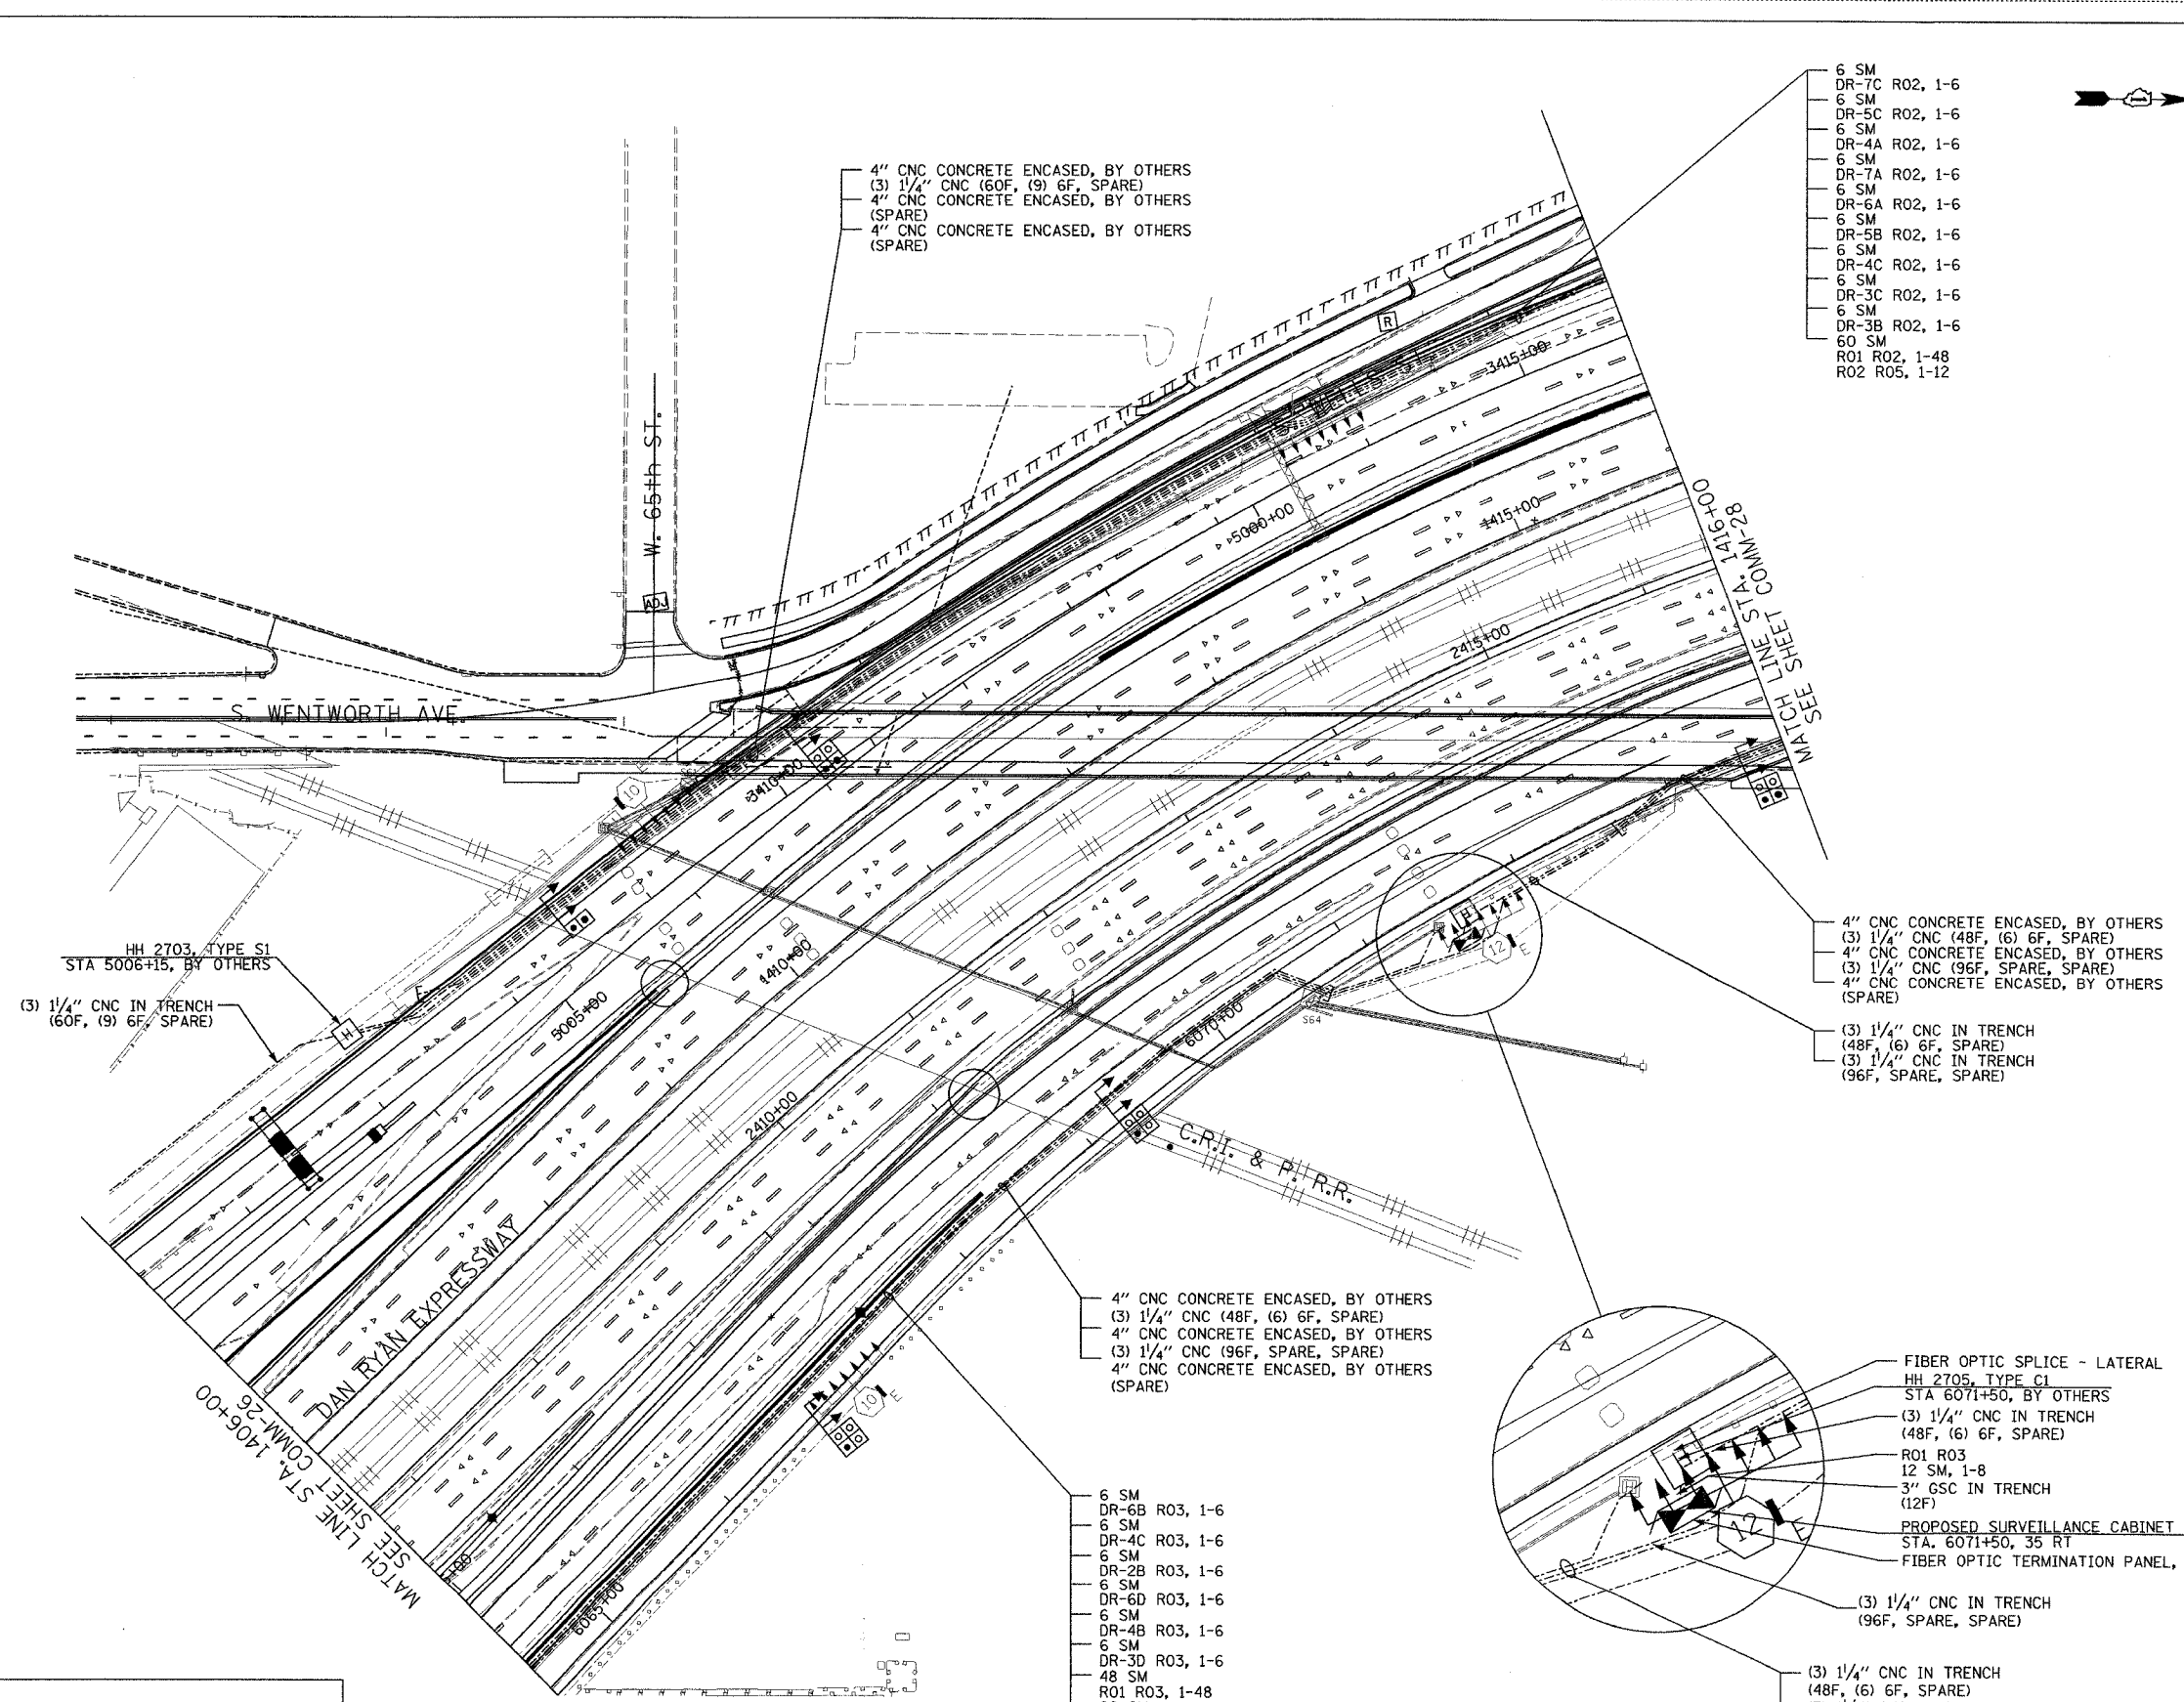 6 SM
DR-7C R02, 1-6
6 SM
DR-5C R02, 1-6
6 SM
DR-4A R02, 1-6
6 SM
DR-7A R02, 1-6
6 SM
DR-6A R02, 1-6
6 SM
DR-5B R02, 1-6
6 SM
DR-4C R02, 1-6
6 SM
DR-3C R02, 1-6
6 SM
DR-3B R02, 1-6
60 SM
R01 R02, 1-48
R02 R05, 1-12
4" CNC CONCRETE ENCASED, BY OTHERS
(3) 1¼" CNC (60F, (9) 6F, SPARE)
4" CNC CONCRETE ENCASED, BY OTHERS
(SPARE)
4" CNC CONCRETE ENCASED, BY OTHERS
(SPARE)
R
3415+00
W. 65th ST.
5000+00
1415+00
MATCH LINE STA. 1416+00
SEE SHEET COMM-28
ADJ
2415+00
S. WENTWORTH AVE.
3410+00
10
H
12
E
4" CNC CONCRETE ENCASED, BY OTHERS
(3) 1¼" CNC (48F, (6) 6F, SPARE)
4" CNC CONCRETE ENCASED, BY OTHERS
(3) 1¼" CNC (96F, SPARE, SPARE)
4" CNC CONCRETE ENCASED, BY OTHERS
(SPARE)
HH 2703, TYPE S1
STA 5006+15, BY OTHERS
(3) 1¼" CNC IN TRENCH
(60F, (9) 6F, SPARE)
H
E
1410+00
5005+00
S64
6070+00
(3) 1¼" CNC IN TRENCH
(48F, (6) 6F, SPARE)
(3) 1¼" CNC IN TRENCH
(96F, SPARE, SPARE)
2410+00
C.R.I. & P. R.R.
DAN RYAN EXPRESSWAY
4" CNC CONCRETE ENCASED, BY OTHERS
(3) 1¼" CNC (48F, (6) 6F, SPARE)
4" CNC CONCRETE ENCASED, BY OTHERS
(3) 1¼" CNC (96F, SPARE, SPARE)
4" CNC CONCRETE ENCASED, BY OTHERS
(SPARE)
10
E
MATCH LINE STA. 1406+00
SEE SHEET COMM-26
6065+00
6 SM
DR-6B R03, 1-6
6 SM
DR-4C R03, 1-6
6 SM
DR-2B R03, 1-6
6 SM
DR-6D R03, 1-6
6 SM
DR-4B R03, 1-6
6 SM
DR-3D R03, 1-6
48 SM
R01 R03, 1-48
FIBER OPTIC SPLICE - LATERAL
HH 2705, TYPE C1
STA 6071+50, BY OTHERS
(3) 1¼" CNC IN TRENCH
(48F, (6) 6F, SPARE)
R01 R03
12 SM, 1-8
3" GSC IN TRENCH
(12F)
PROPOSED SURVEILLANCE CABINET
STA. 6071+50, 35 RT
FIBER OPTIC TERMINATION PANEL,
H
12
E
(3) 1¼" CNC IN TRENCH
(96F, SPARE, SPARE)
(3) 1¼" CNC IN TRENCH
(48F, (6) 6F, SPARE)